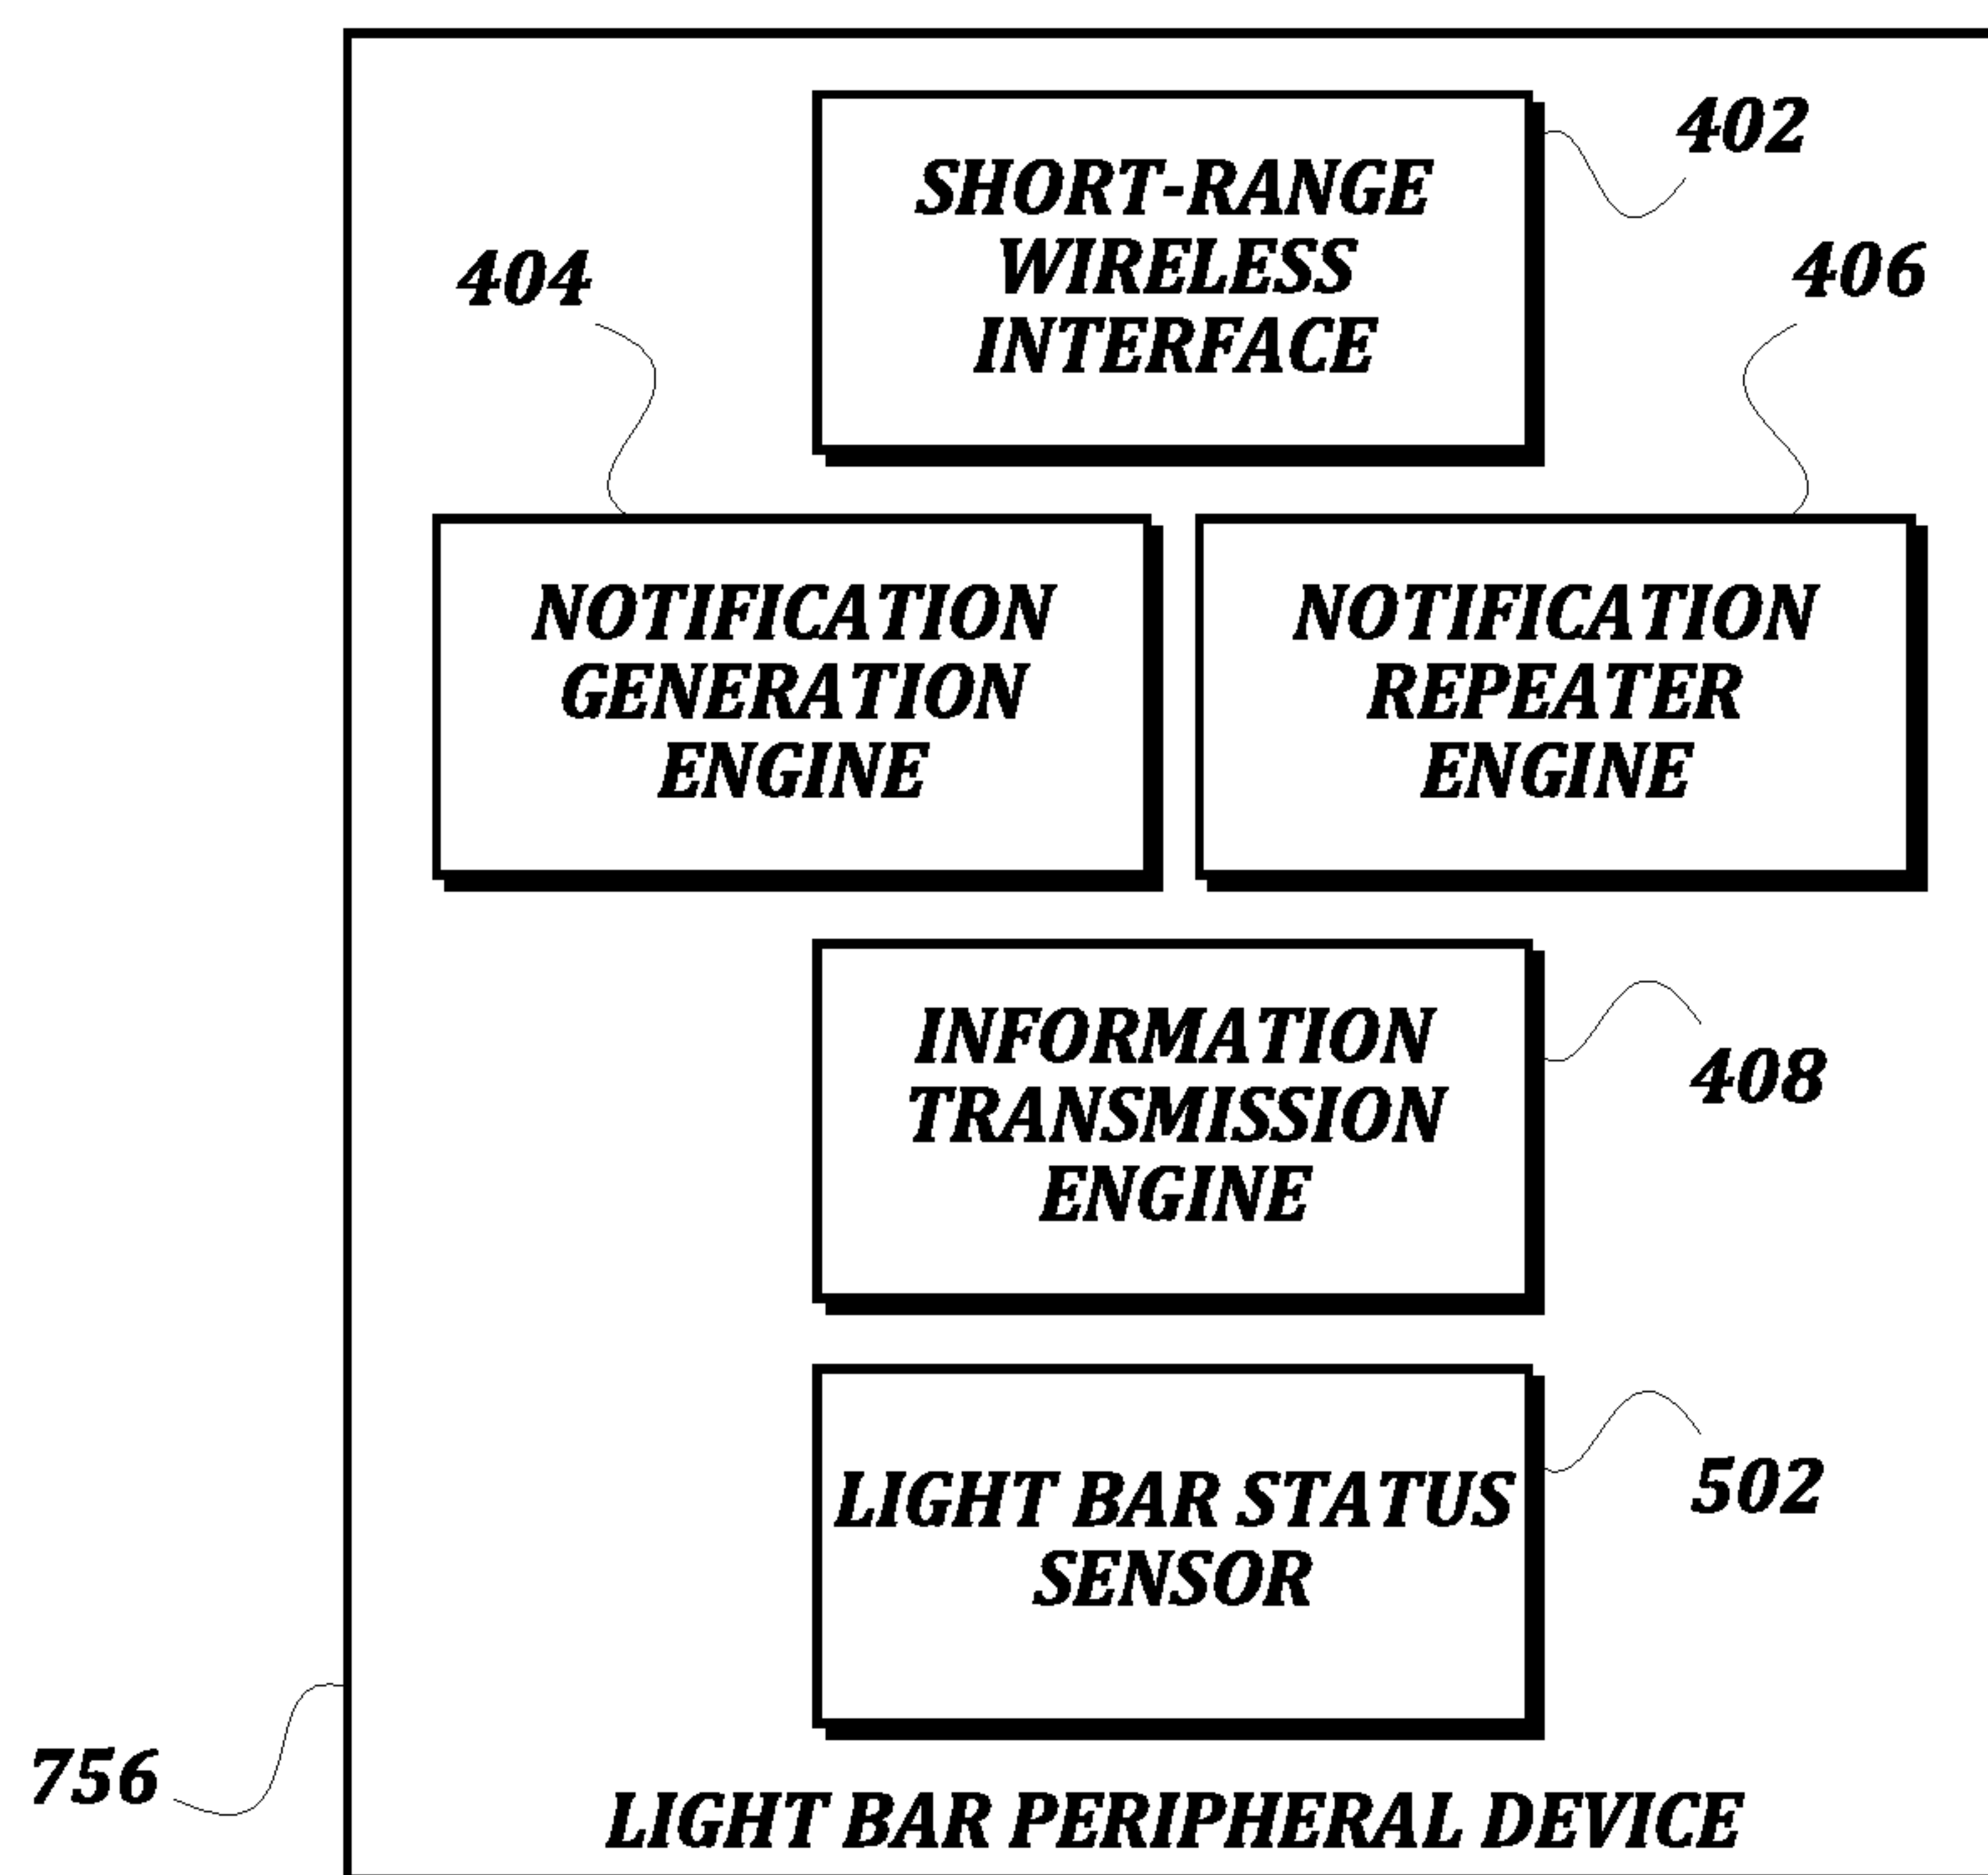 402
SHORT-RANGE
WIRELESS
INTERFACE
404
406
NOTIFICATION
GENERATION
ENGINE
NOTIFICATION
REPEATER
ENGINE
INFORMATION
TRANSMISSION
ENGINE
408
LIGHT BAR STATUS
SENSOR
502
756
LIGHT BAR PERIPHERAL DEVICE